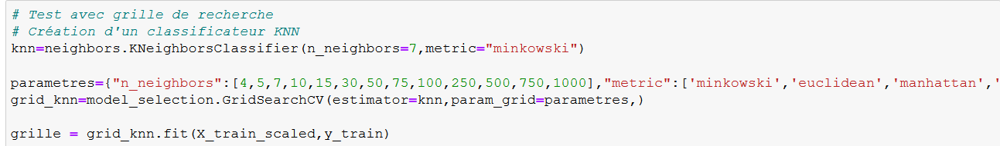 # Test avec grille de recherche
# Création d'un classificateur KNN
knn=neighbors.KNeighborsClassifier(n_neighbors=7,metric="minkowski")
parametres={"n_neighbors":[4,5,7,10,15,30,50,75,100,250,500,750,1000],"metric":['minkowski','euclidean','manhattan','
grid_knn=model_selection.GridSearchCV(estimator=knn,param_grid=parametres,)
grille = grid_knn.fit(X_train_scaled,y_train)